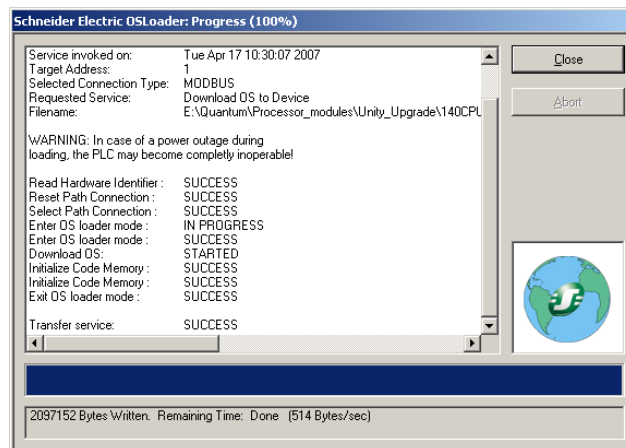 Schneider Electric OSLoader: Progress (100%)
Service invoked on: Tue Apr 17 10:30:07 2007
Target Address: 1
Selected Connection Type: MODBUS
Requested Service: Download OS to Device
Filename: E:\Quantum\Processor_modules\Unity_Upgrade\140CPU
WARNING: In case of a power outage during
loading, the PLC may become completly inoperable!
Read Hardware Identifier : SUCCESS
Reset Path Connection : SUCCESS
Select Path Connection : SUCCESS
Enter OS loader mode : IN PROGRESS
Enter OS loader mode : SUCCESS
Download OS: STARTED
Initialize Code Memory : SUCCESS
Initialize Code Memory : SUCCESS
Exit OS loader mode : SUCCESS
Transfer service: SUCCESS
Close
Abort
2097152 Bytes Written. Remaining Time: Done (514 Bytes/sec)